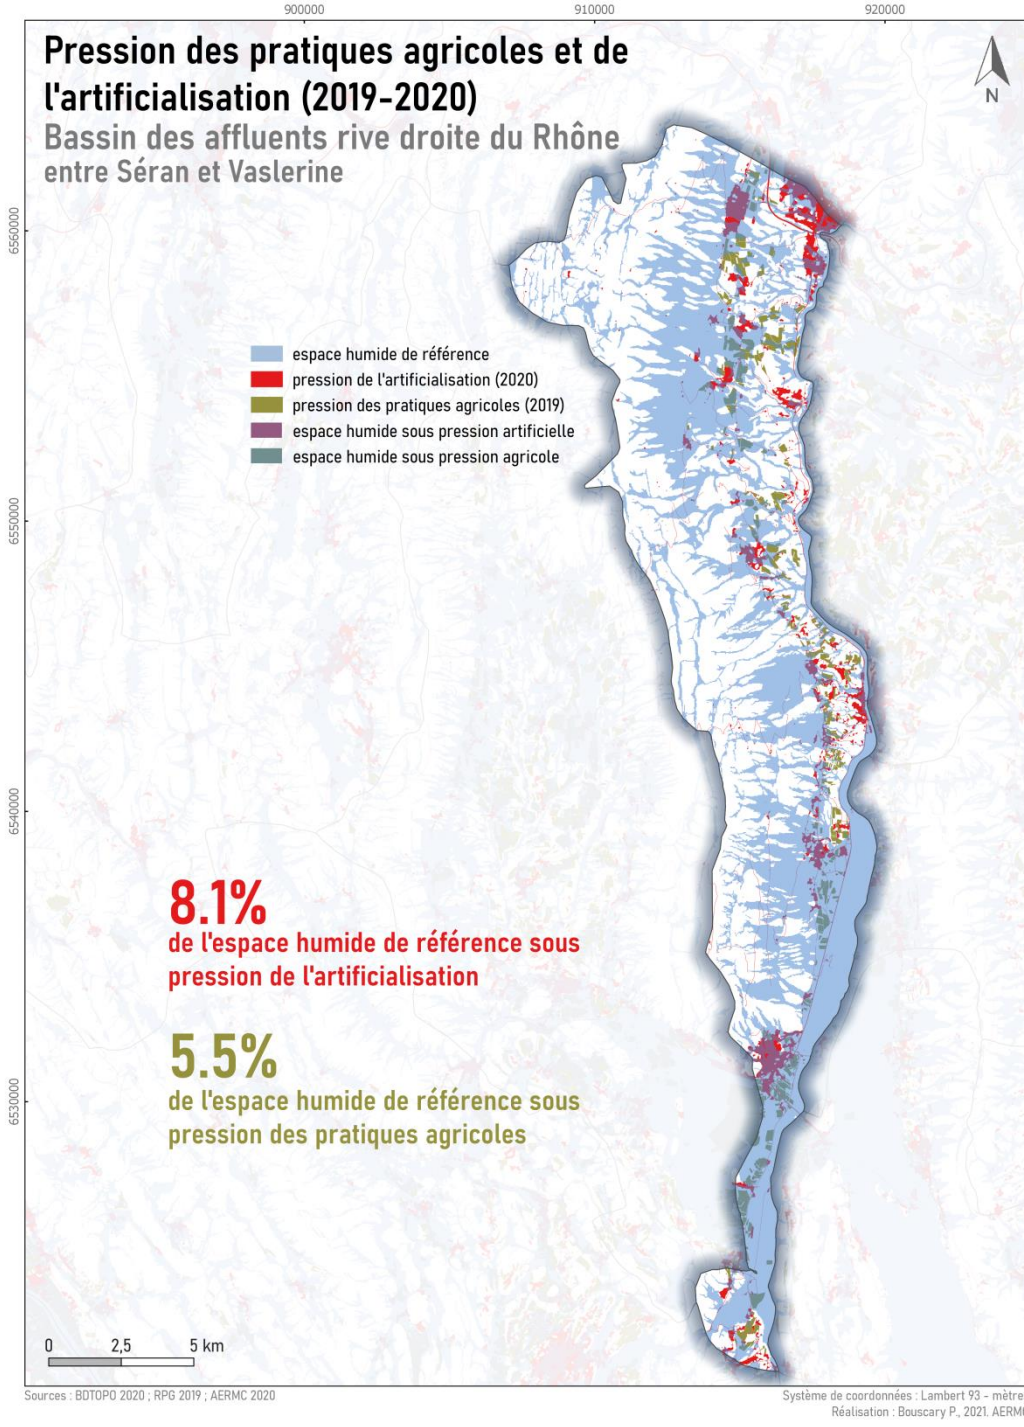 900000
910000
920000
Pression des pratiques agricoles et de
l'artificialisation (2019-2020)
Bassin des affluents rive droite du Rhône
entre Séran et Vaslerine
N
6560000
espace humide de référence
pression de l'artificialisation (2020)
pression des pratiques agricoles (2019)
espace humide sous pression artificielle
espace humide sous pression agricole
6550000
6540000
8.1%
de l'espace humide de référence sous
pression de l'artificialisation
5.5%
de l'espace humide de référence sous
pression des pratiques agricoles
6530000
0 2,5 5 km
Sources : BDTOPO 2020 ; RPG 2019 ; AERMC 2020
Système de coordonnées : Lambert 93 - mètre
Réalisation : Bouscary P., 2021. AERMC